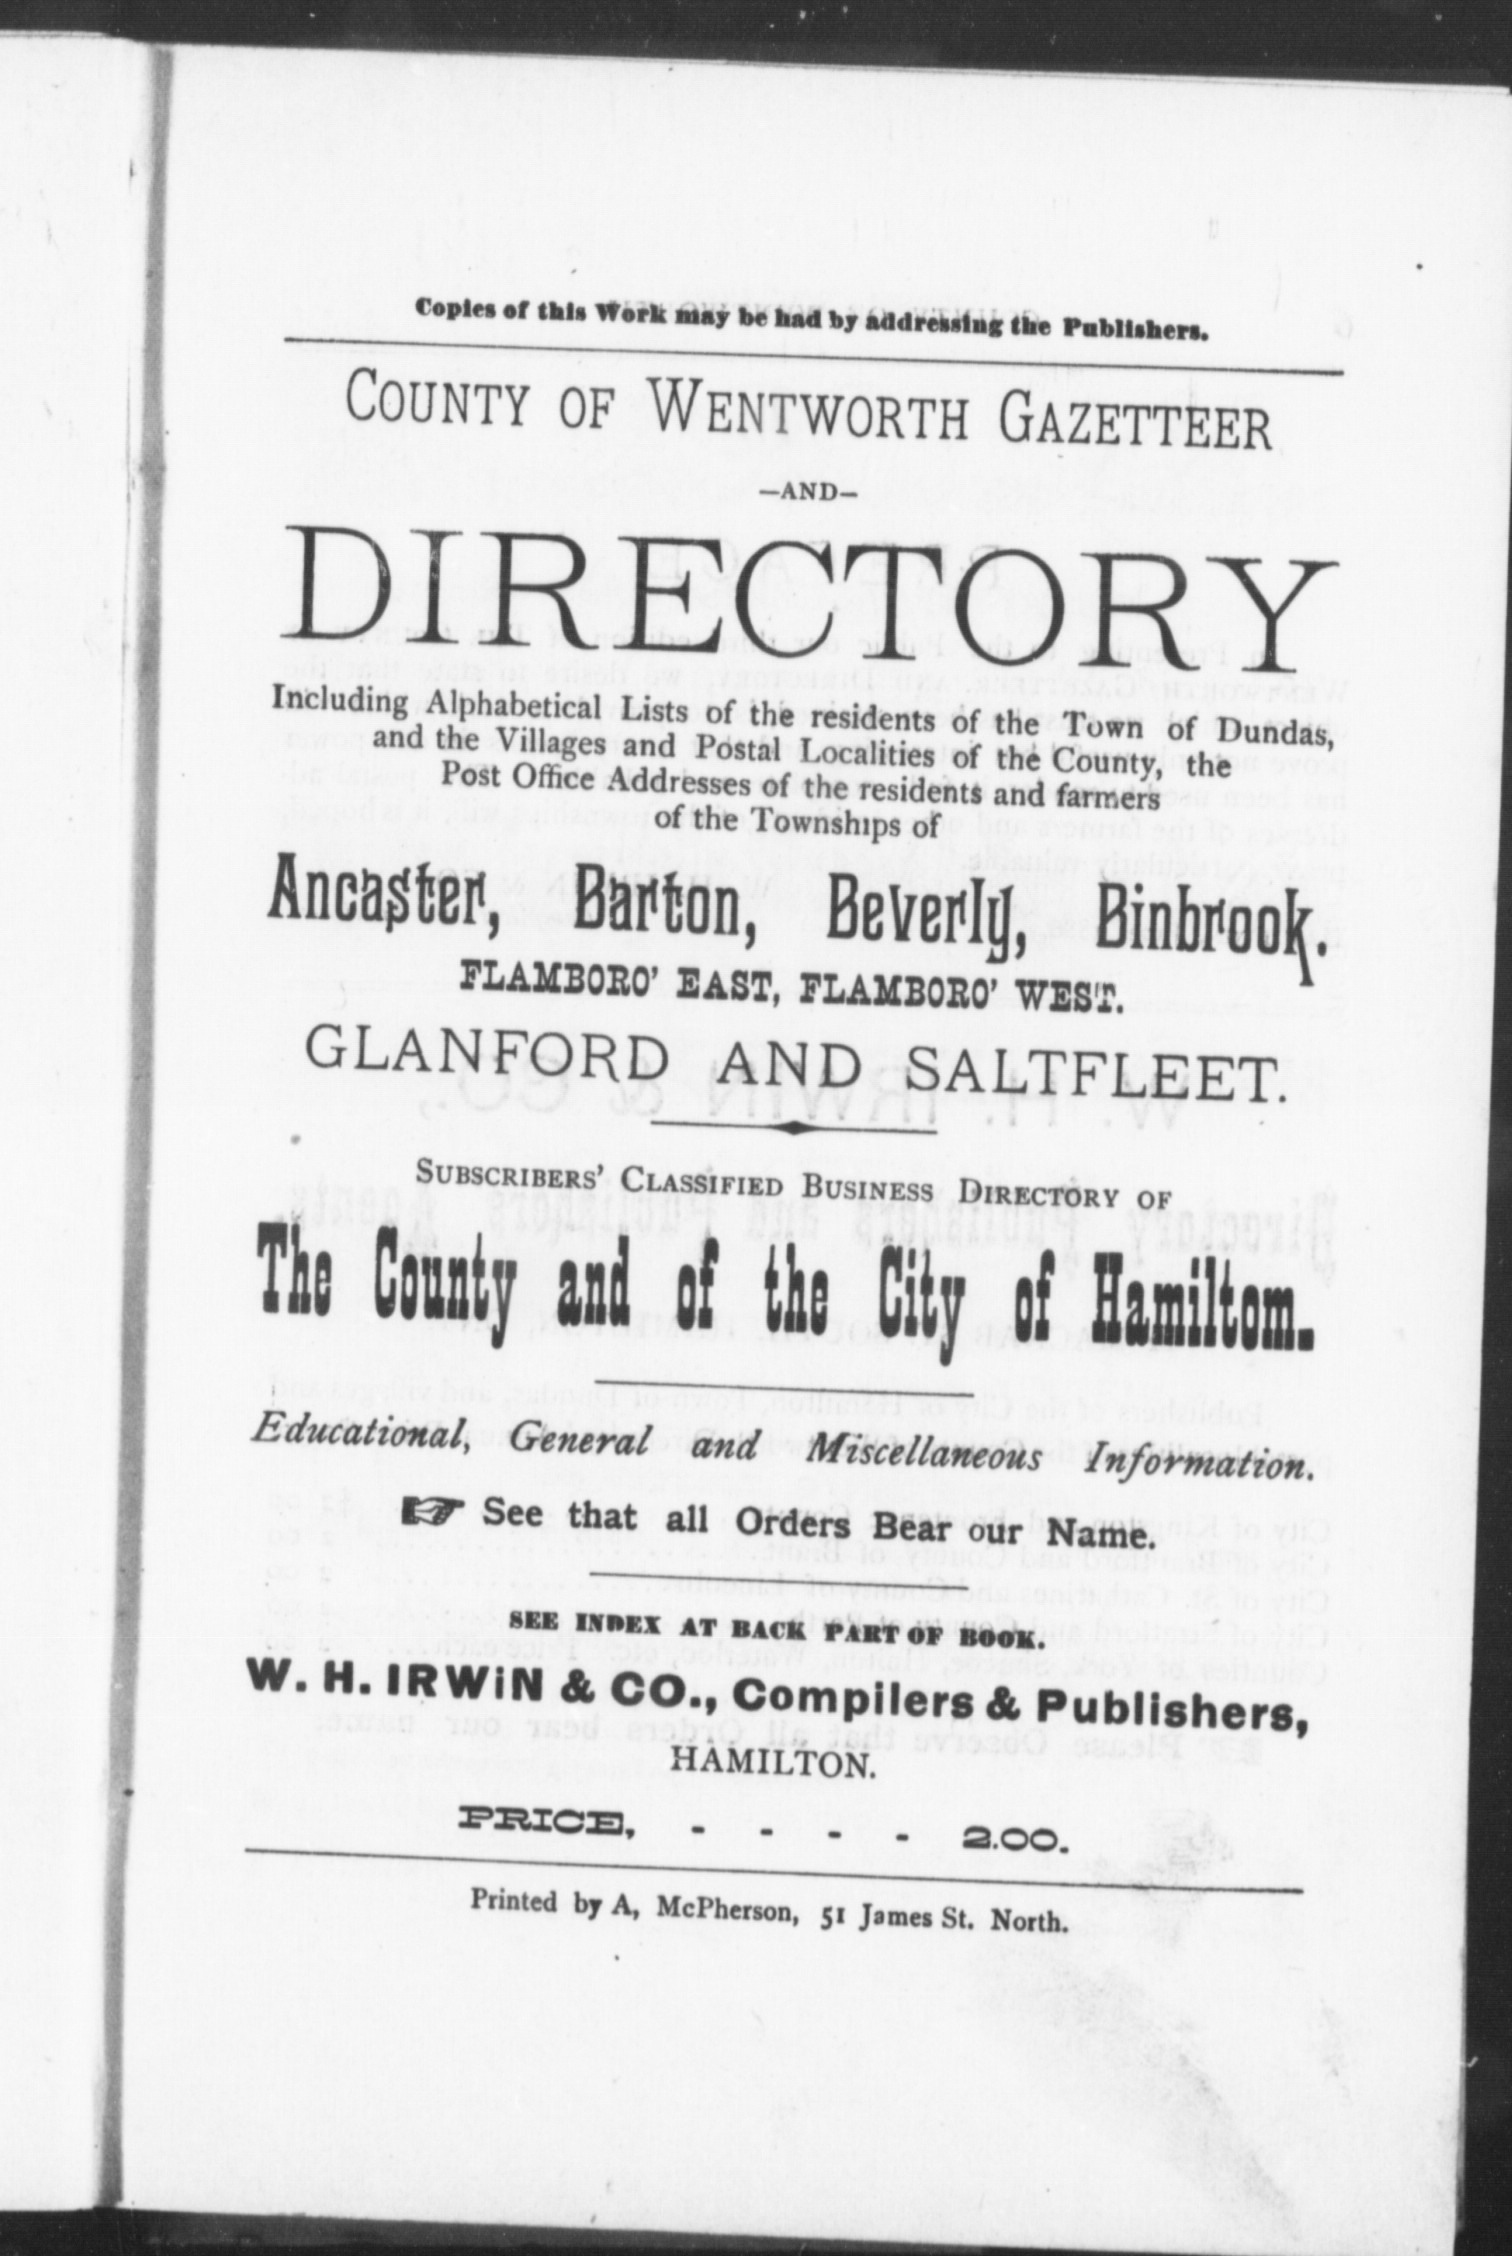 Copies of this Work may be had by addressing the Publishers.
COUNTY OF WENTWORTH GAZETTEER
—AND—
DIRECTORY
Including Alphabetical Lists of the residents of the Town of Dundas,
and the Villages and Postal Localities of the County, the
Post Office Addresses of the residents and farmers
of the Townships of
Ancaster, Barton, Beverly, Binbrook.
FLAMBORO' EAST, FLAMBORO' WEST.
GLANFORD AND SALTFLEET.
SUBSCRIBERS' CLASSIFIED BUSINESS DIRECTORY OF
The County and of the City of Hamiltom.
Educational, General and Miscellaneous Information.
☞ See that all Orders Bear our Name.
SEE INDEX AT BACK PART OF BOOK.
W. H. IRWiN & CO., Compilers & Publishers,
HAMILTON.
PRICE, - - - - 2.00.
Printed by A, McPherson, 51 James St. North.